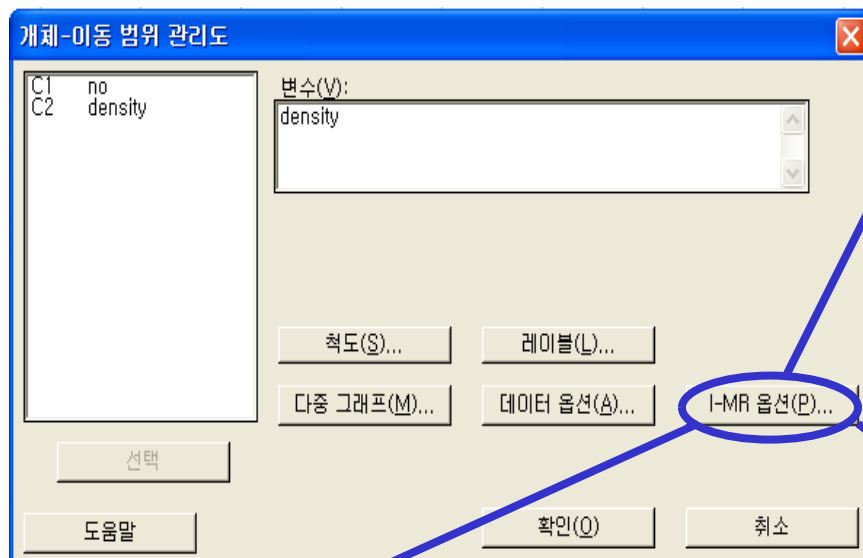 개체-이동 범위 관리도
C1 no
C2 density
변수(V):
density
척도(S)...
레이블(L)...
다중 그래프(M)...
데이터 옵션(A)...
I-MR 옵션(P)...
선택
도움말
확인(O)
취소